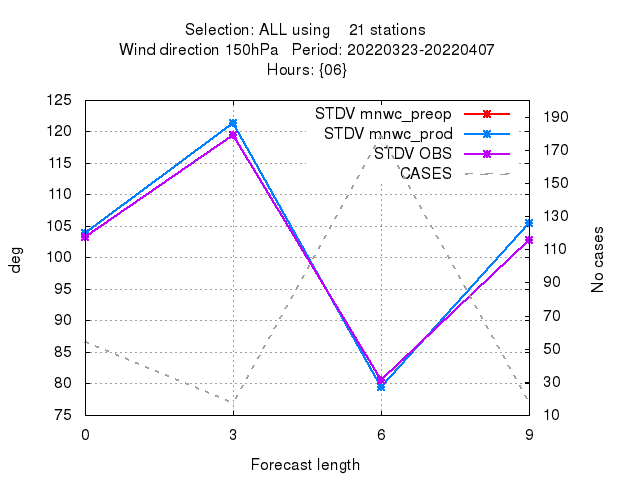 Selection: ALL using    21 stations
Wind direction 150hPa   Period: 20220323-20220407
Hours: {06}
STDV mnwc_preop
STDV mnwc_prod
STDV OBS
CASES
deg
125
120
115
110
105
100
95
90
85
80
75
190
170
150
130
110
90
70
50
30
10
No cases
0 3 6 9
Forecast length